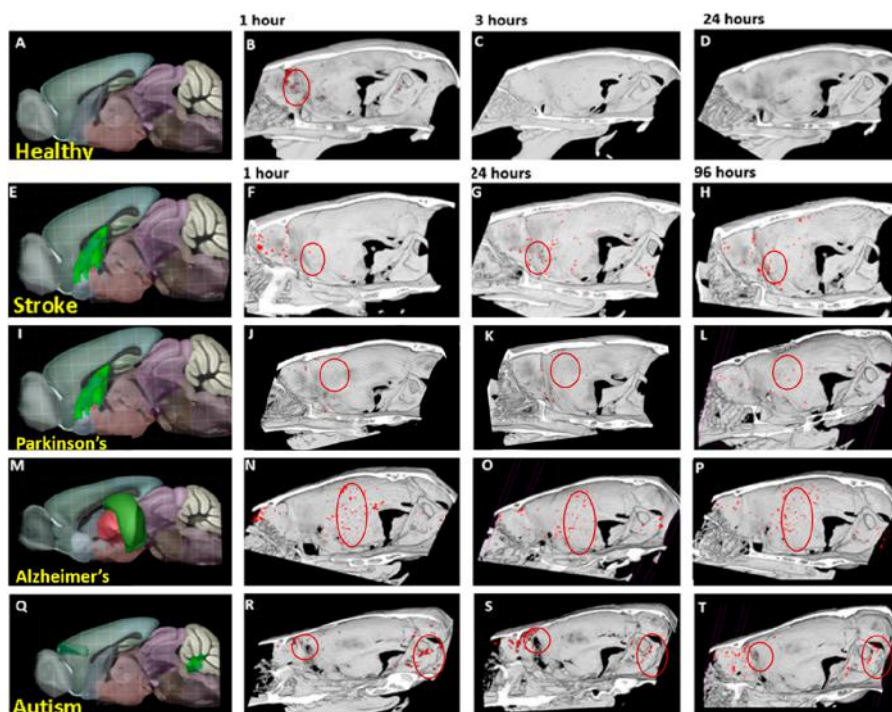 1 hour 3 hours 24 hours
A B C D
Healthy
1 hour 24 hours 96 hours
E F G H
Stroke
I J K L
Parkinson's
M N O P
Alzheimer's
Q R S T
Autism